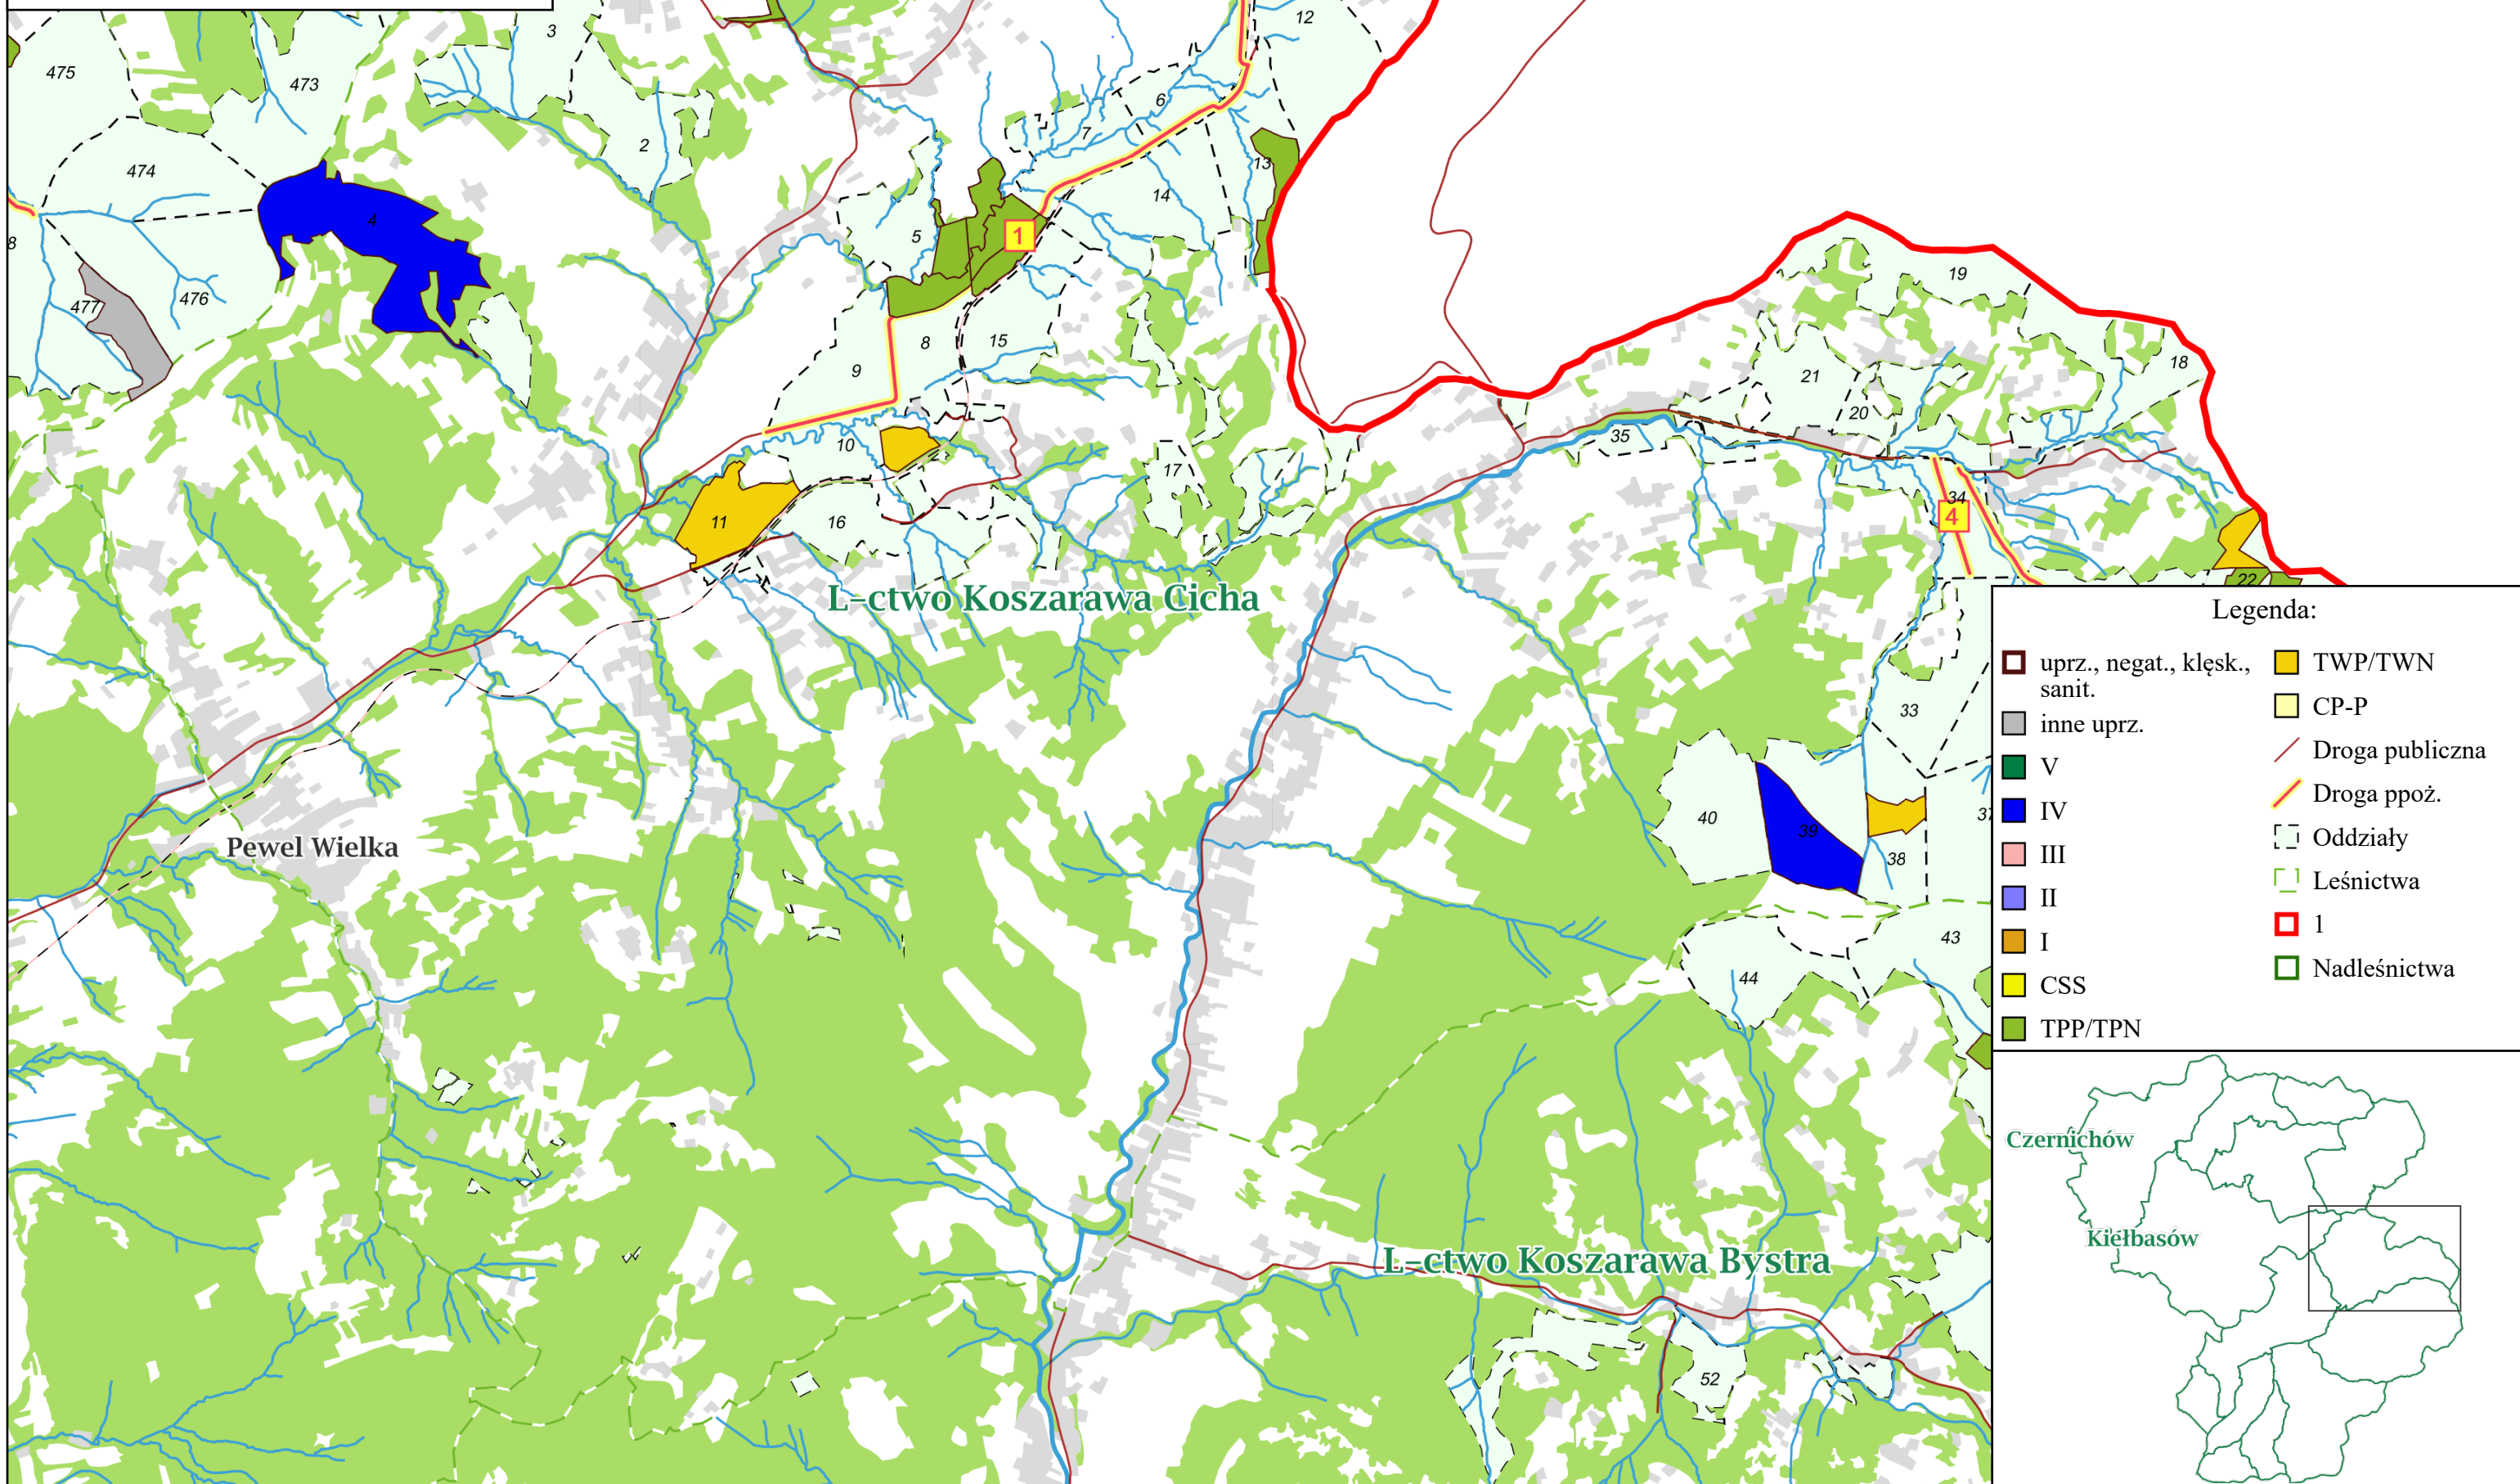 12
3
475
473
6
7
2
13
474
14
4
5
1
8
19
476
477
15
8
18
9
21
20
10
35
17
34
11
16
4
22
L-ctwo Koszarawa Cicha
33
40
39
38
37
Pewel Wielka
43
44
L-ctwo Koszarawa Bystra
52
Legenda:
uprz., negat., klęsk.,
sanit.
inne uprz.
V
IV
III
II
I
CSS
TPP/TPN
TWP/TWN
CP-P
Droga publiczna
Droga ppoż.
Oddziały
Leśnictwa
1
Nadleśnictwa
Czernichów
Kiełbasów